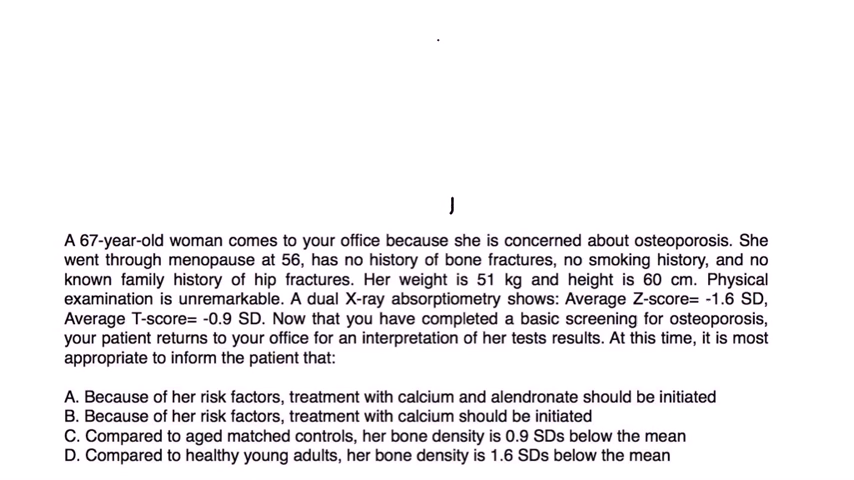 J
A 67-year-old woman comes to your office because she is concerned about osteoporosis. She
went through menopause at 56, has no history of bone fractures, no smoking history, and no
known family history of hip fractures. Her weight is 51 kg and height is 60 cm. Physical
examination is unremarkable. A dual X-ray absorptiometry shows: Average Z-score= -1.6 SD,
Average T-score= -0.9 SD. Now that you have completed a basic screening for osteoporosis,
your patient returns to your office for an interpretation of her tests results. At this time, it is most
appropriate to inform the patient that:
A. Because of her risk factors, treatment with calcium and alendronate should be initiated
B. Because of her risk factors, treatment with calcium should be initiated
C. Compared to aged matched controls, her bone density is 0.9 SDs below the mean
D. Compared to healthy young adults, her bone density is 1.6 SDs below the mean